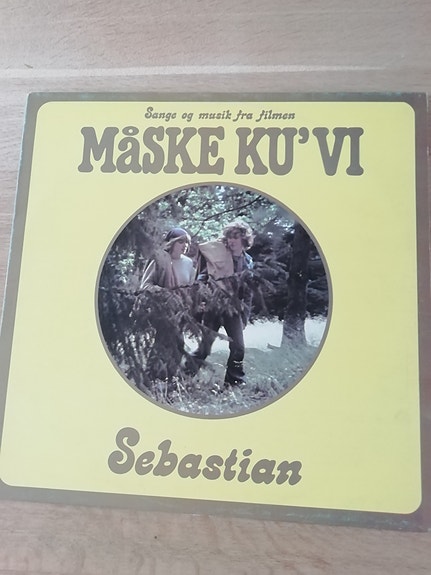 Sange og musik fra filmen
MåSKE KU'VI
Sebastian